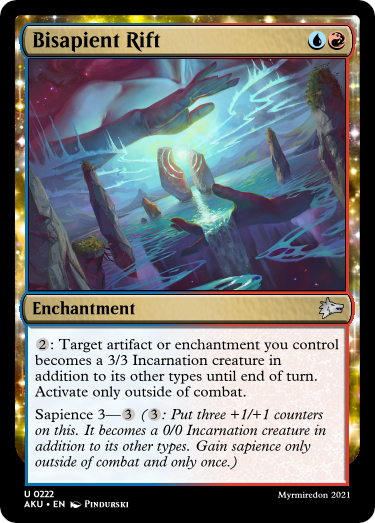 Bisapient Rift
Enchantment
2: Target artifact or enchantment you control
becomes a 3/3 Incarnation creature in
addition to its other types until end of turn.
Activate only outside of combat.
Sapience 3—3 (3: Put three +1/+1 counters
on this. It becomes a 0/0 Incarnation creature in
addition to its other types. Gain sapience only
outside of combat and only once.)
U 0222
AKU • EN Pindurski
Myrmiredon 2021